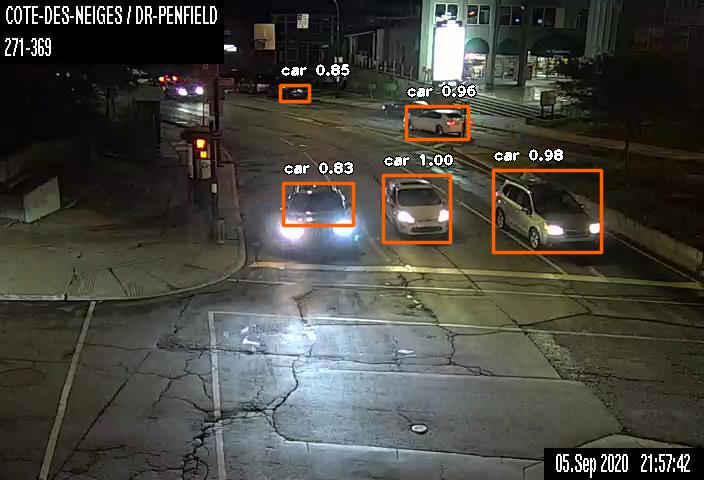 COTE-DES-NEIGES / DR-PENFIELD
271-369
car 0.85
car 0.96
car 0.98
car 1.00
car 0.83
05.Sep 2020 21:57:42